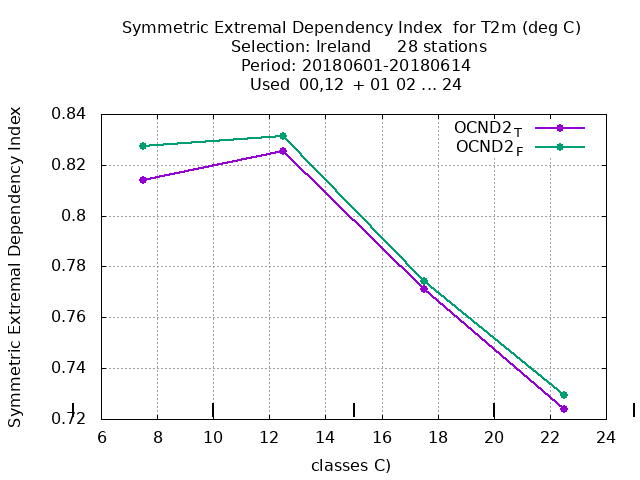 Symmetric Extremal Dependency Index  for T2m (deg C)
Selection: Ireland     28 stations
Period: 20180601-20180614
Used  00,12  + 01 02 ... 24
Symmetric Extremal Dependency Index
0.84
0.82
0.8
0.78
0.76
0.74
0.72
OCND2T
OCND2F
6 8 10 12 14 16 18 20 22 24
classes C)